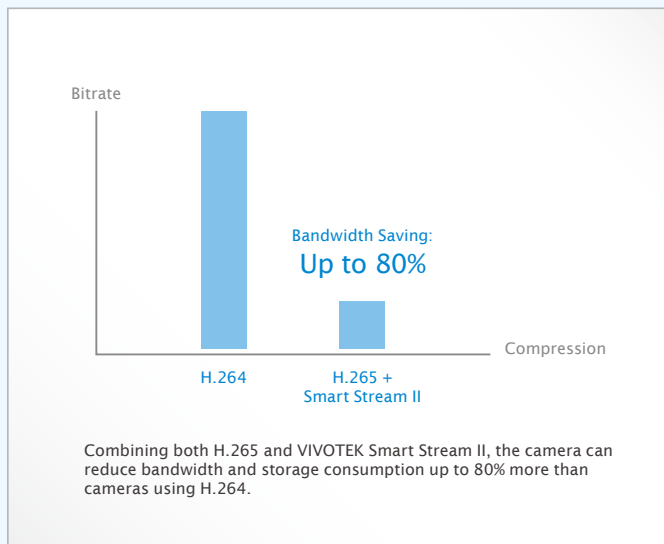 Bitrate
Bandwidth Saving:
Up to 80%
Compression
H.264
H.265 +
Smart Stream II
Combining both H.265 and VIVOTEK Smart Stream II, the camera can
reduce bandwidth and storage consumption up to 80% more than
cameras using H.264.